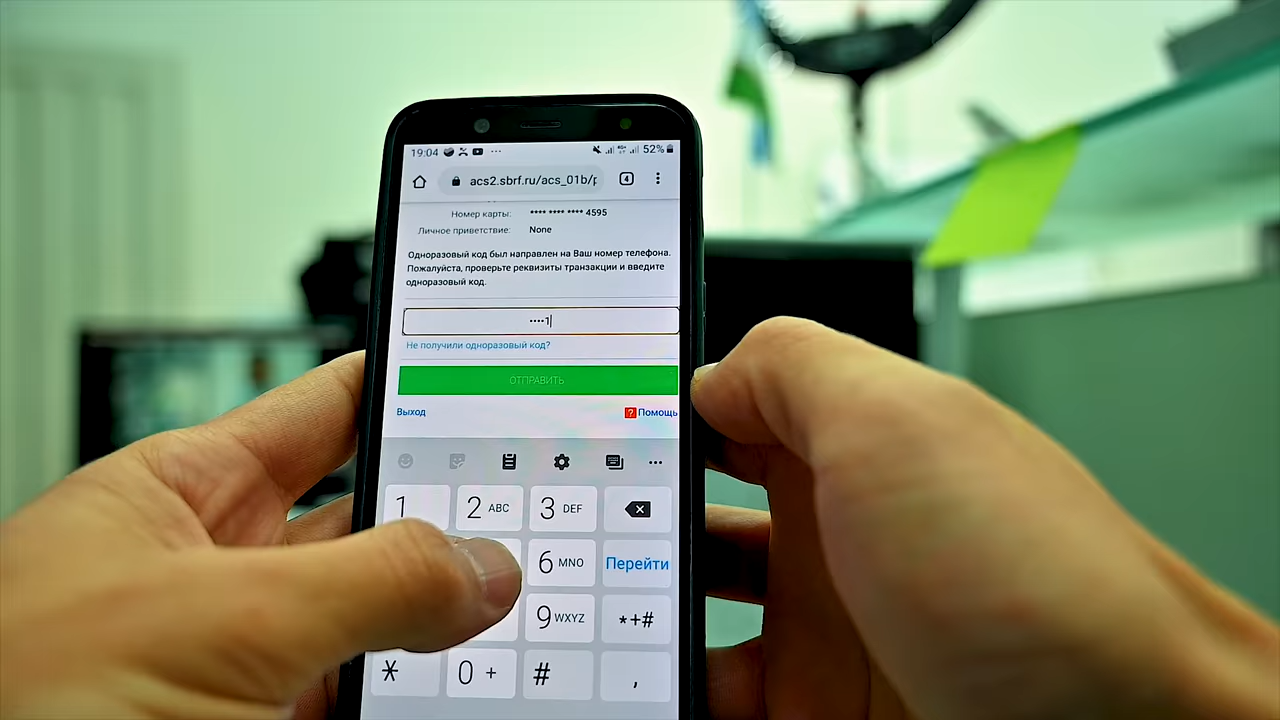 19:04 ... 4G+ 52%
acs2.sbrf.ru/acs_01b/p 4
Номер карты: **** **** **** 4595
Личное приветствие: None
Одноразовый код был направлен на Ваш номер телефона.
Пожалуйста, проверьте реквизиты транзакции и введите
одноразовый код.
••••1
Не получили одноразовый код?
ОТПРАВИТЬ
Выход ? Помощь
1 2 ABC 3 DEF
6 MNO Перейти
9 WXYZ *+#
* 0 + # ,